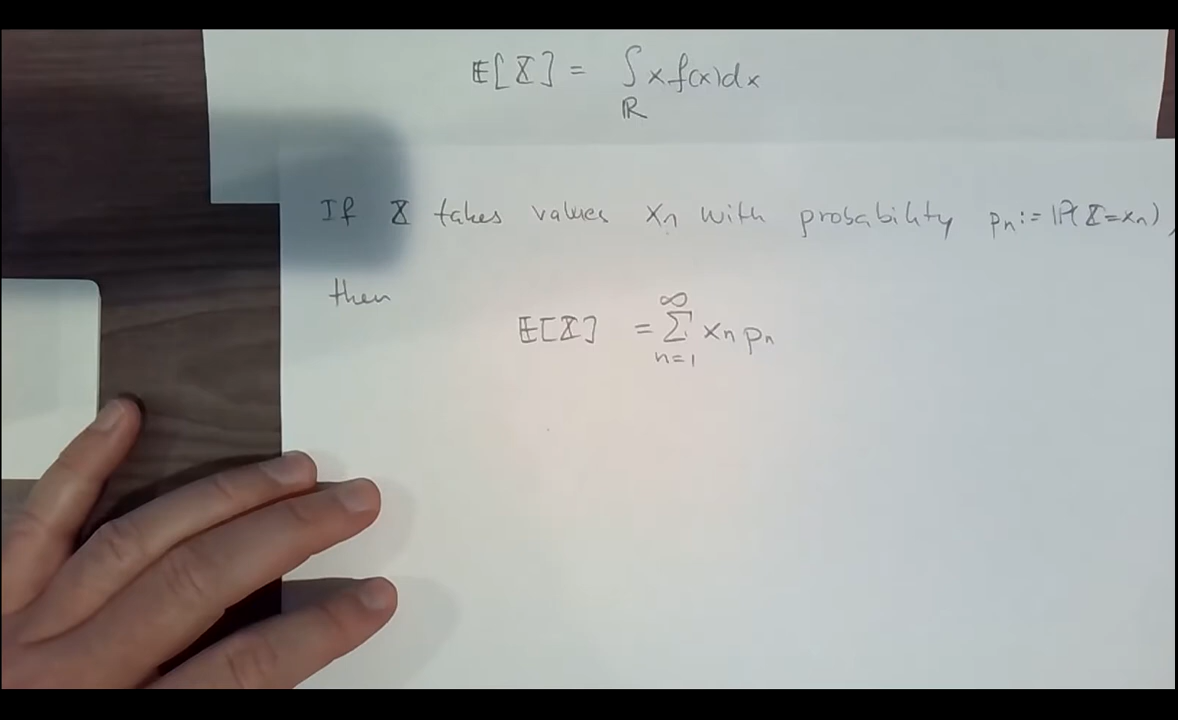 𝔼[X] = ∫_ℝ x f(x) dx
If X takes values xₙ with probability pₙ := ℙ(X=xₙ),
then
𝔼[X] = ∑_{n=1}^{∞} xₙ pₙ